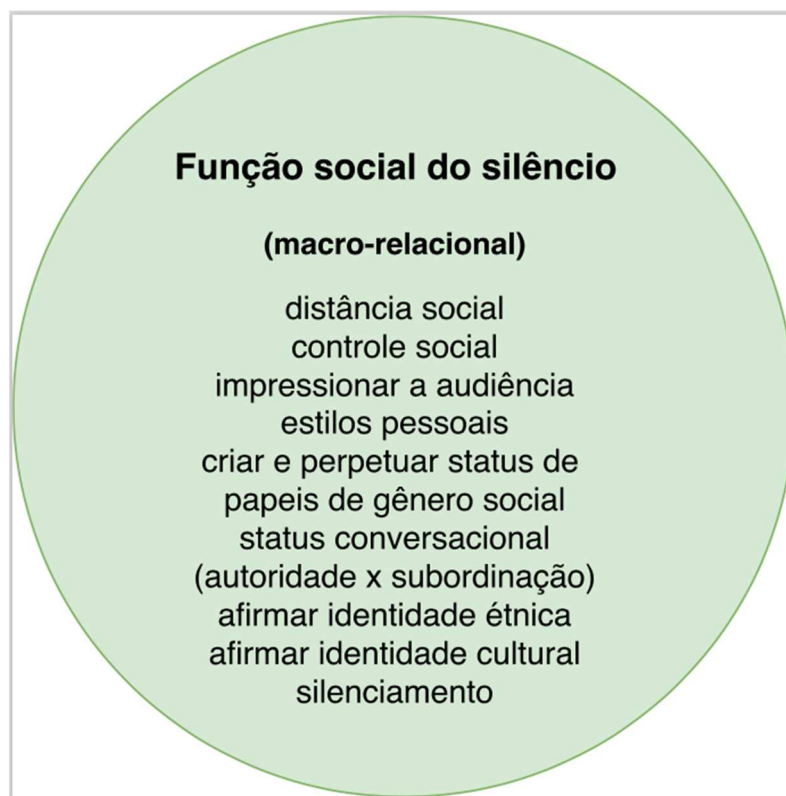 Função social do silêncio
(macro-relacional)
distância social
controle social
impressionar a audiência
estilos pessoais
criar e perpetuar status de
papeis de gênero social
status conversacional
(autoridade x subordinação)
afirmar identidade étnica
afirmar identidade cultural
silenciamento